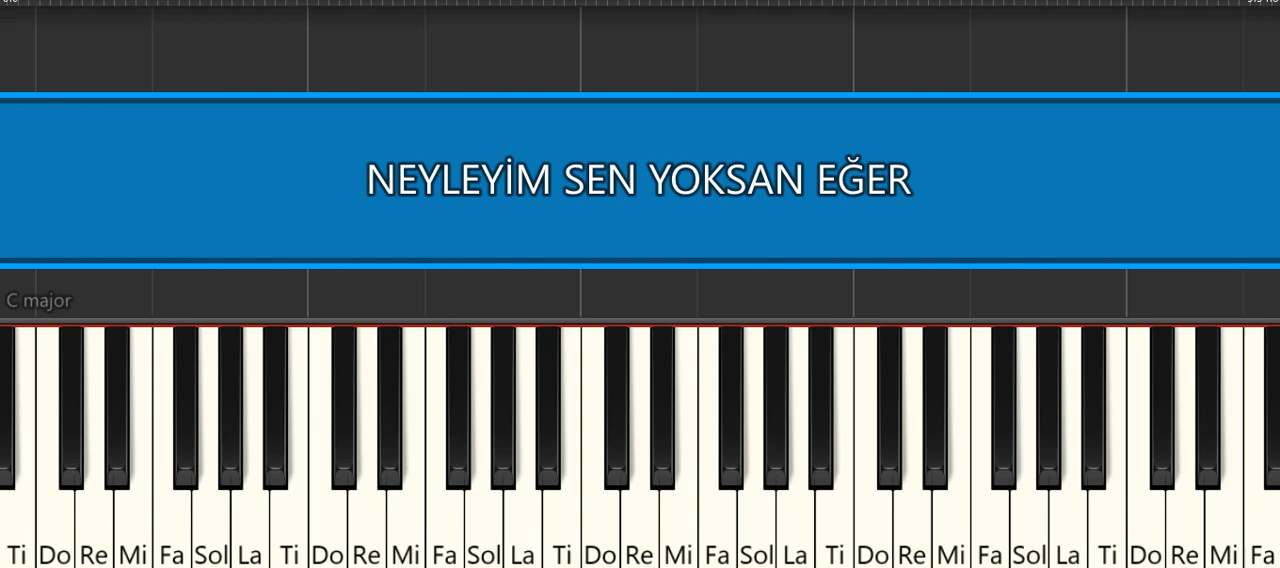 NEYLEYİM SEN YOKSAN EĞER
C major
Ti Do Re Mi Fa Sol La Ti Do Re Mi Fa Sol La Ti Do Re Mi Fa Sol La Ti Do Re Mi Fa Sol La Ti Do Re Mi Fa